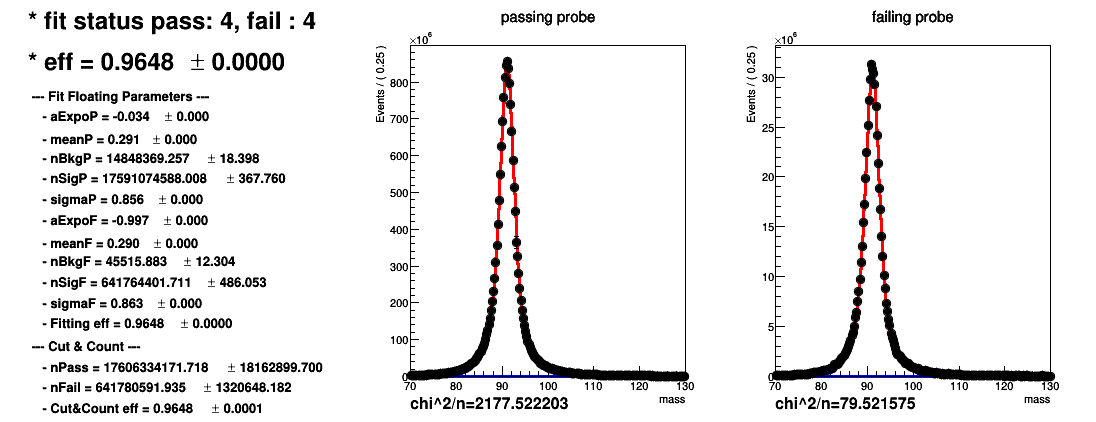 * fit status pass: 4, fail : 4
* eff = 0.9648 ± 0.0000
--- Fit Floating Parameters ---
- aExpoP = -0.034 ± 0.000
- meanP = 0.291 ± 0.000
- nBkgP = 14848369.257 ± 18.398
- nSigP = 17591074588.008 ± 367.760
- sigmaP = 0.856 ± 0.000
- aExpoF = -0.997 ± 0.000
- meanF = 0.290 ± 0.000
- nBkgF = 45515.883 ± 12.304
- nSigF = 641764401.711 ± 486.053
- sigmaF = 0.863 ± 0.000
- Fitting eff = 0.9648 ± 0.0000
--- Cut & Count ---
- nPass = 17606334171.718 ± 18162899.700
- nFail = 641780591.935 ± 1320648.182
- Cut&Count eff = 0.9648 ± 0.0001
passing probe
×10^6
Events / ( 0.25 )
800
700
600
500
400
300
200
100
0
70 80 90 100 110 120 130
mass
chi^2/n=2177.522203
failing probe
×10^6
Events / ( 0.25 )
30
25
20
15
10
5
0
70 80 90 100 110 120 130
mass
chi^2/n=79.521575